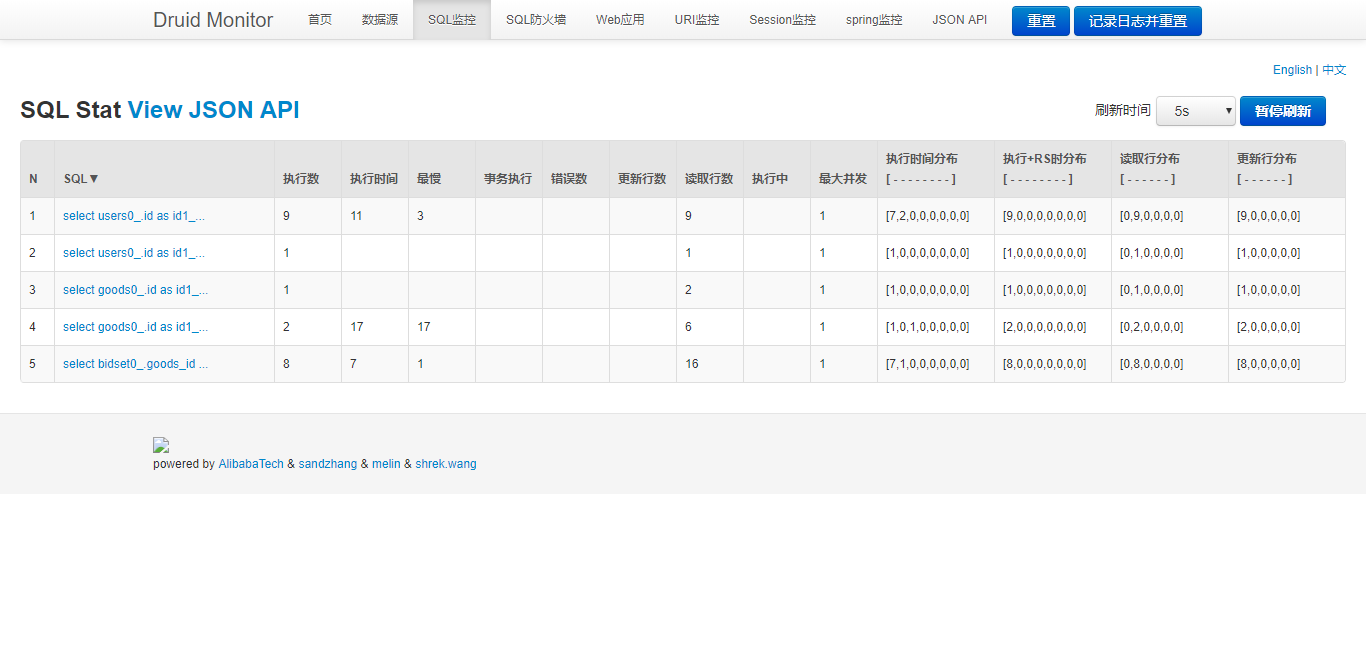 Druid Monitor 首页 数据源 SQL监控 SQL防火墙 Web应用 URI监控 Session监控 spring监控 JSON API 重置 记录日志并重置
English | 中文
SQL Stat View JSON API 刷新时间 5s 暂停刷新
N SQL▼ 执行数 执行时间 最慢 事务执行 错误数 更新行数 读取行数 执行中 最大并发 执行时间分布 执行+RS时分布 读取行分布 更新行分布
[ - - - - - - - - ] [ - - - - - - - - ] [ - - - - - - ] [ - - - - - - ]
1 select users0_.id as id1_... 9 11 3 9 1 [7,2,0,0,0,0,0,0] [9,0,0,0,0,0,0,0] [0,9,0,0,0,0] [9,0,0,0,0,0]
2 select users0_.id as id1_... 1 1 1 [1,0,0,0,0,0,0,0] [1,0,0,0,0,0,0,0] [0,1,0,0,0,0] [1,0,0,0,0,0]
3 select goods0_.id as id1_... 1 2 1 [1,0,0,0,0,0,0,0] [1,0,0,0,0,0,0,0] [0,1,0,0,0,0] [1,0,0,0,0,0]
4 select goods0_.id as id1_... 2 17 17 6 1 [1,0,1,0,0,0,0,0] [2,0,0,0,0,0,0,0] [0,2,0,0,0,0] [2,0,0,0,0,0]
5 select bidset0_.goods_id ... 8 7 1 16 1 [7,1,0,0,0,0,0,0] [8,0,0,0,0,0,0,0] [0,8,0,0,0,0] [8,0,0,0,0,0]
powered by AlibabaTech & sandzhang & melin & shrek.wang